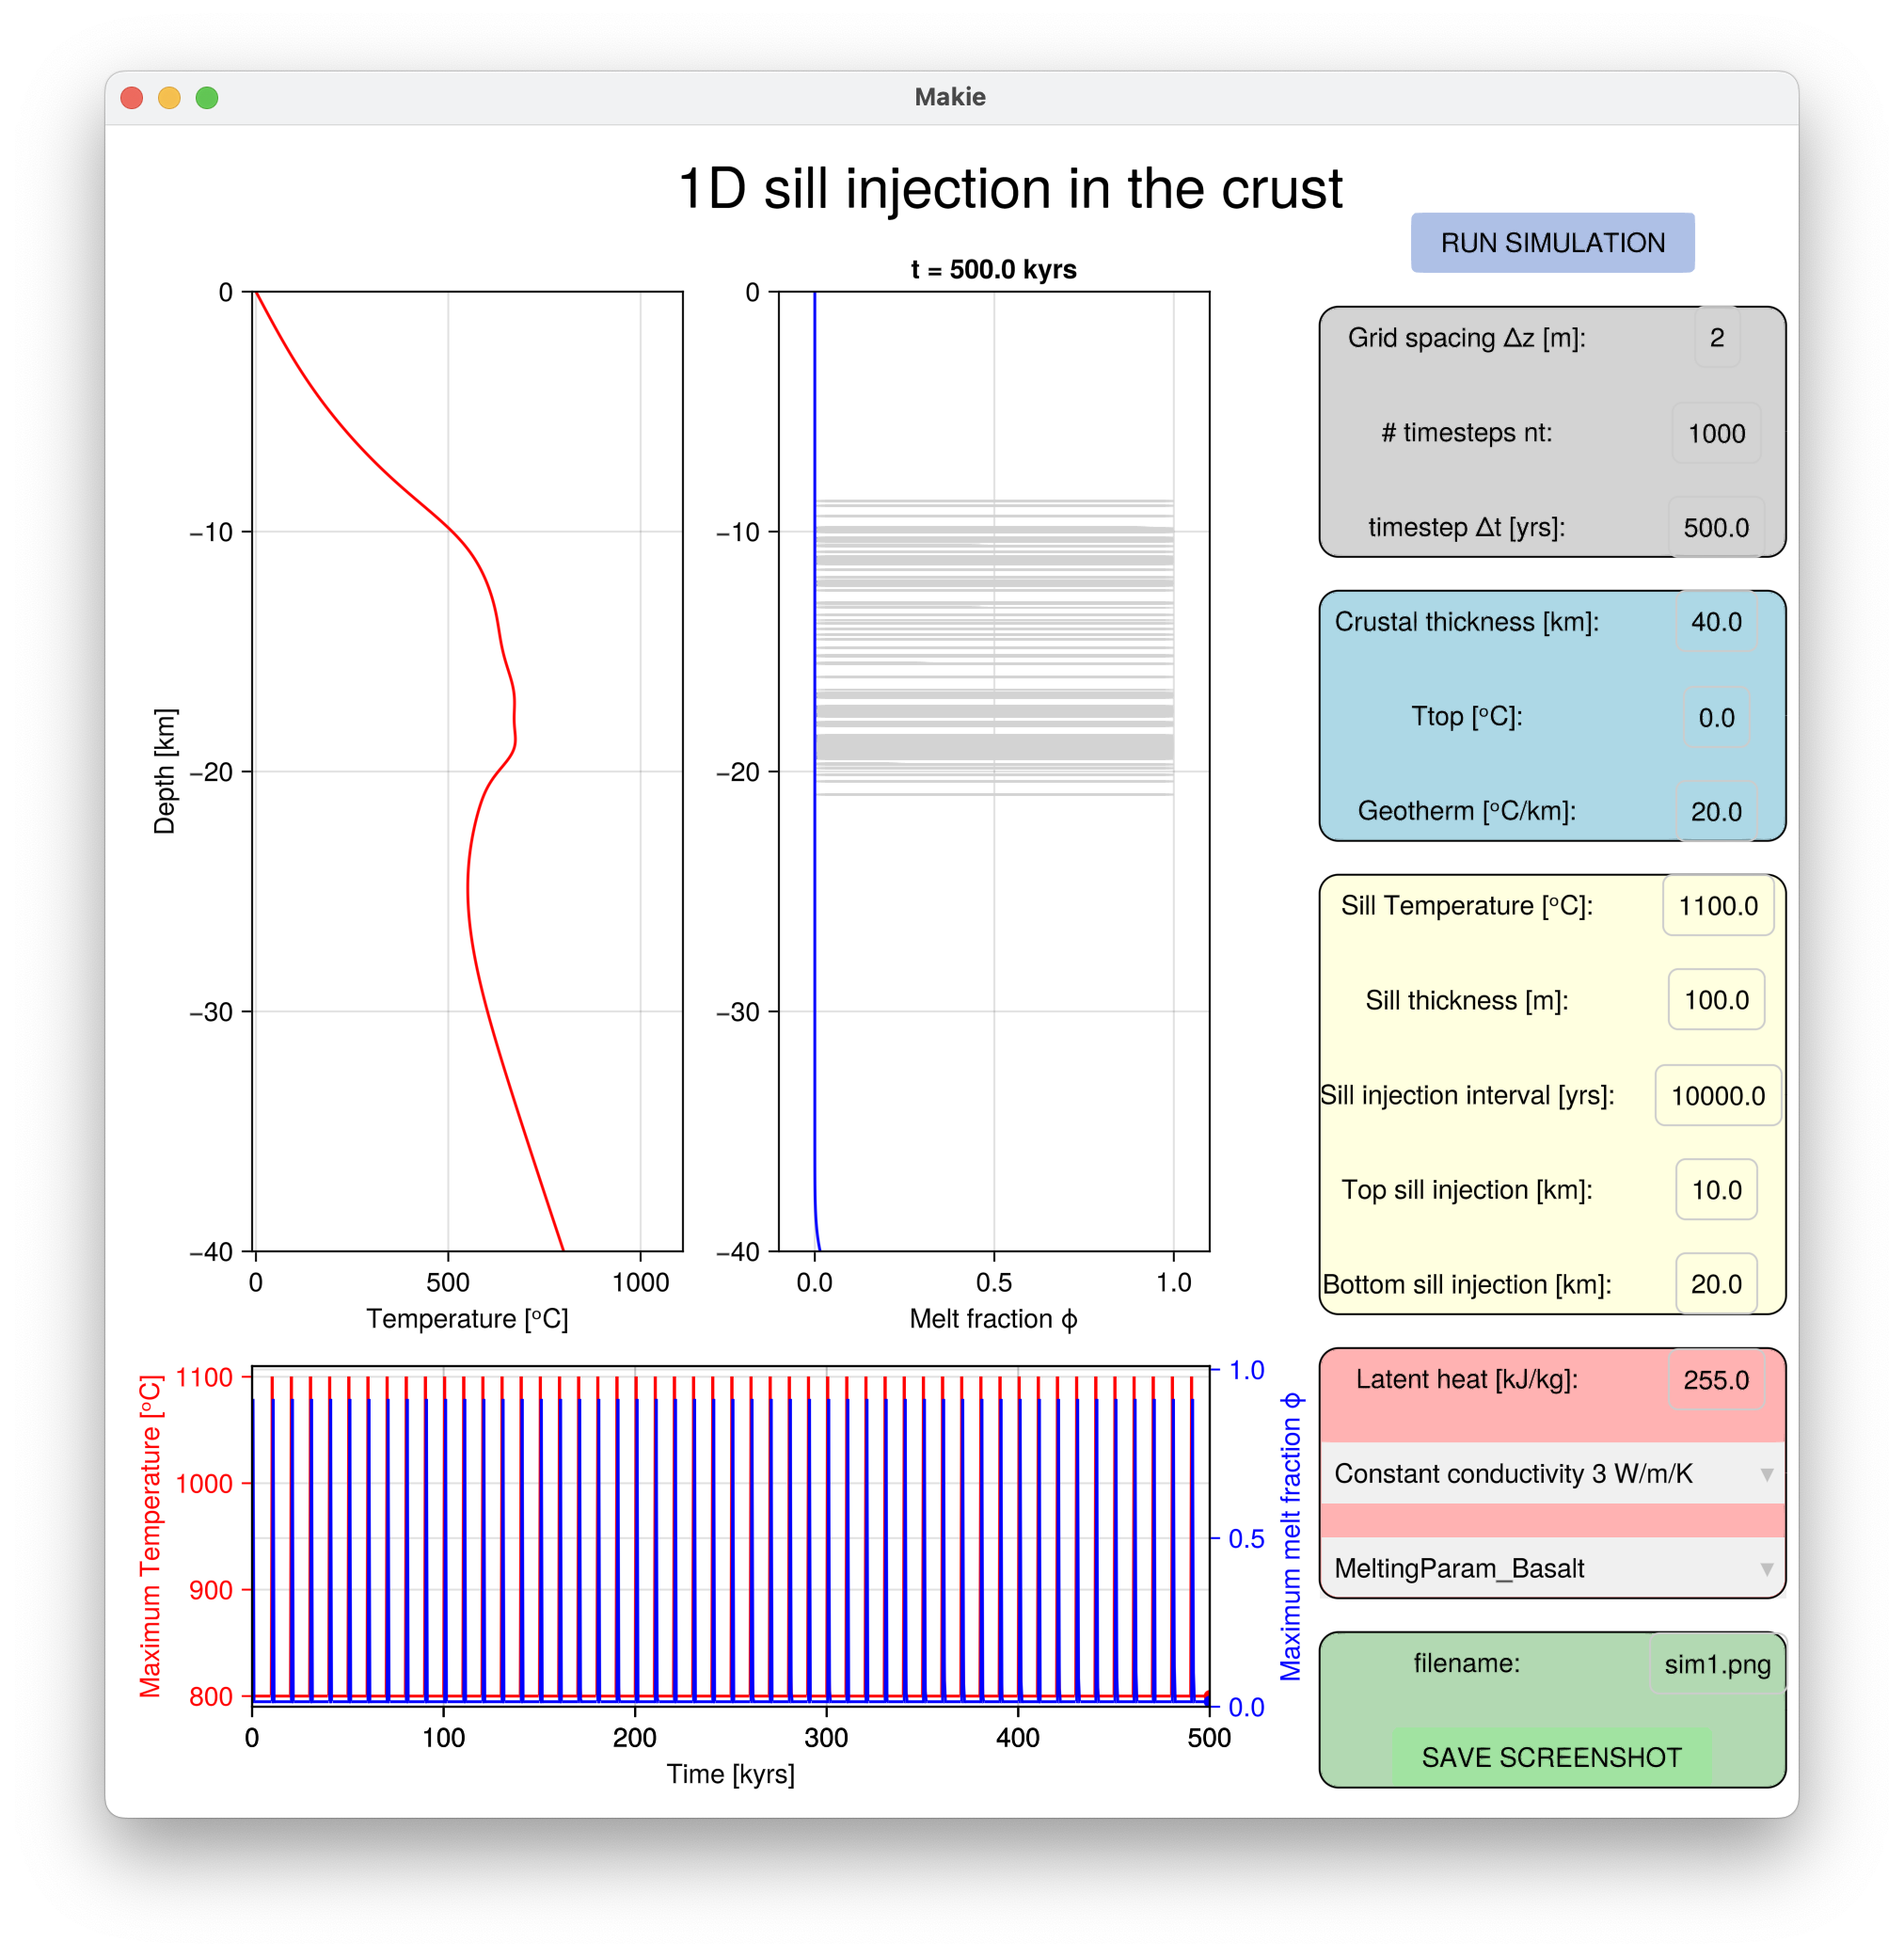 Makie
1D sill injection in the crust
RUN SIMULATION
t = 500.0 kyrs
0
−10
−20
−30
−40
Depth [km]
0 500 1000
Temperature [°C]
0
−10
−20
−30
−40
0.0 0.5 1.0
Melt fraction ϕ
Grid spacing Δz [m]: 2
# timesteps nt: 1000
timestep Δt [yrs]: 500.0
Crustal thickness [km]: 40.0
Ttop [°C]: 0.0
Geotherm [°C/km]: 20.0
Sill Temperature [°C]: 1100.0
Sill thickness [m]: 100.0
Sill injection interval [yrs]: 10000.0
Top sill injection [km]: 10.0
Bottom sill injection [km]: 20.0
Maximum Temperature [°C]
1100
1000
900
800
0 100 200 300 400 500
Time [kyrs]
1.0
0.5
0.0
Maximum melt fraction ϕ
Latent heat [kJ/kg]: 255.0
Constant conductivity 3 W/m/K ▼
MeltingParam_Basalt ▼
filename: sim1.png
SAVE SCREENSHOT